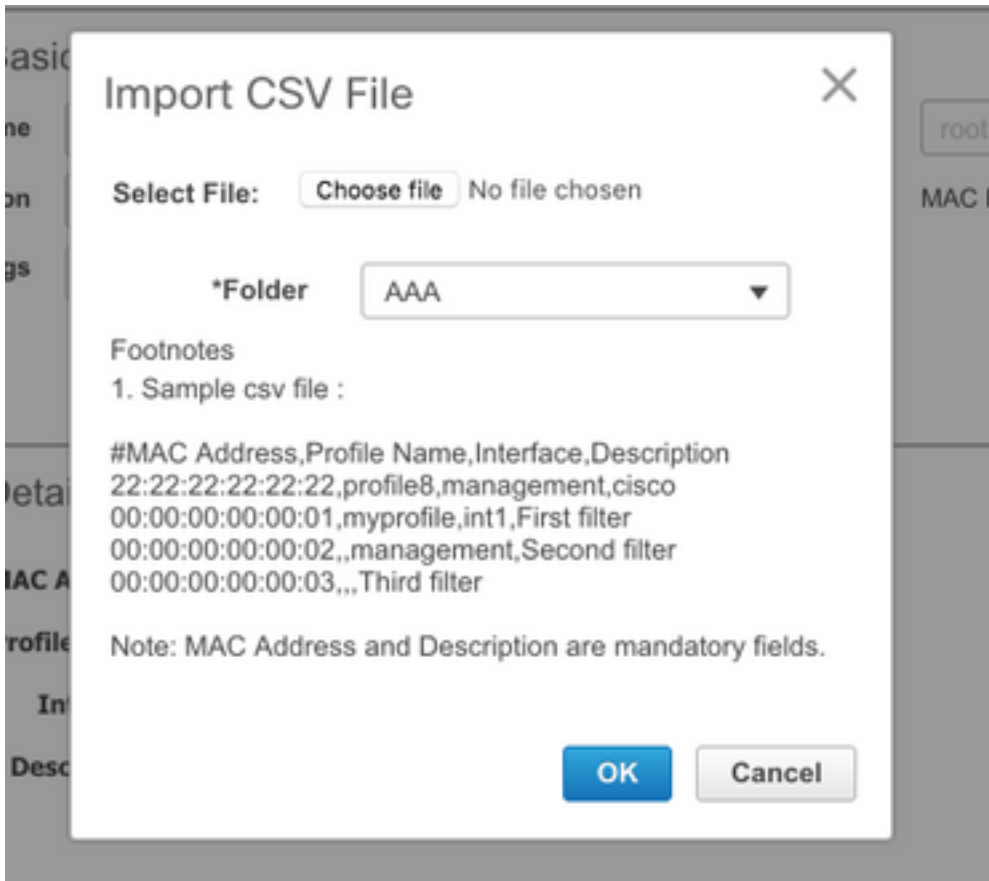 Import CSV File
Select File: Choose file No file chosen
*Folder AAA
Footnotes
1. Sample csv file :
#MAC Address,Profile Name,Interface,Description
22:22:22:22:22:22,profile8,management,cisco
00:00:00:00:00:01,myprofile,int1,First filter
00:00:00:00:00:02,,management,Second filter
00:00:00:00:00:03,,,Third filter
Note: MAC Address and Description are mandatory fields.
OK Cancel
root
MAC